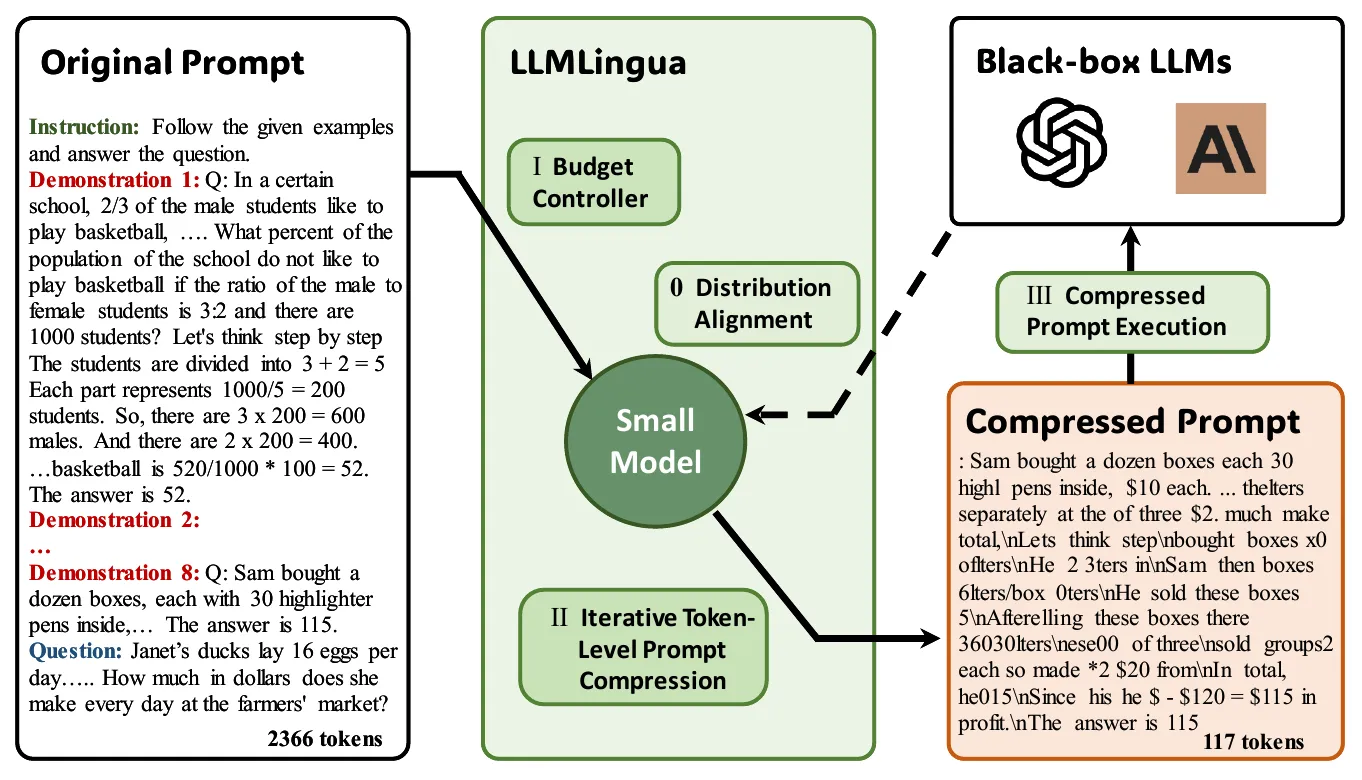 Original Prompt
Instruction: Follow the given examples
and answer the question.
Demonstration 1: Q: In a certain
school, 2/3 of the male students like to
play basketball, …. What percent of the
population of the school do not like to
play basketball if the ratio of the male to
female students is 3:2 and there are
1000 students? Let's think step by step
The students are divided into 3 + 2 = 5
Each part represents 1000/5 = 200
students. So, there are 3 x 200 = 600
males. And there are 2 x 200 = 400.
…basketball is 520/1000 * 100 = 52.
The answer is 52.
Demonstration 2:
…
Demonstration 8: Q: Sam bought a
dozen boxes, each with 30 highlighter
pens inside,… The answer is 115.
Question: Janet’s ducks lay 16 eggs per
day….. How much in dollars does she
make every day at the farmers' market?
2366 tokens
LLMLingua
I Budget
Controller
0 Distribution
Alignment
Small
Model
II Iterative Token-
Level Prompt
Compression
Black-box LLMs
AI
III Compressed
Prompt Execution
Compressed Prompt
: Sam bought a dozen boxes each 30
highl pens inside, $10 each. ... thelters
separately at the of three $2. much make
total,\nLets think step\nbought boxes x0
oflters\nHe 2 3ters in\nSam then boxes
6lters/box 0ters\nHe sold these boxes
5\nAfterelling these boxes there
36030lters\nese00 of three\nsold groups2
each so made *2 $20 from\nIn total,
he015\nSince his he $ - $120 = $115 in
profit.\nThe answer is 115
117 tokens